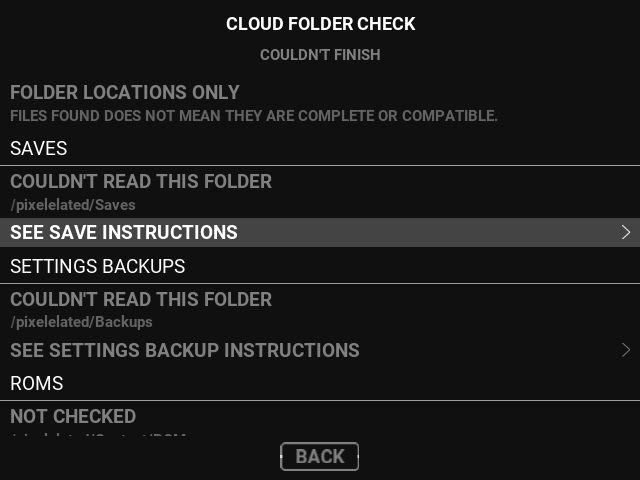 CLOUD FOLDER CHECK
COULDN'T FINISH
FOLDER LOCATIONS ONLY
FILES FOUND DOES NOT MEAN THEY ARE COMPLETE OR COMPATIBLE.
SAVES
COULDN'T READ THIS FOLDER
/pixelelated/Saves
SEE SAVE INSTRUCTIONS
SETTINGS BACKUPS
COULDN'T READ THIS FOLDER
/pixelelated/Backups
SEE SETTINGS BACKUP INSTRUCTIONS
ROMS
NOT CHECKED
BACK